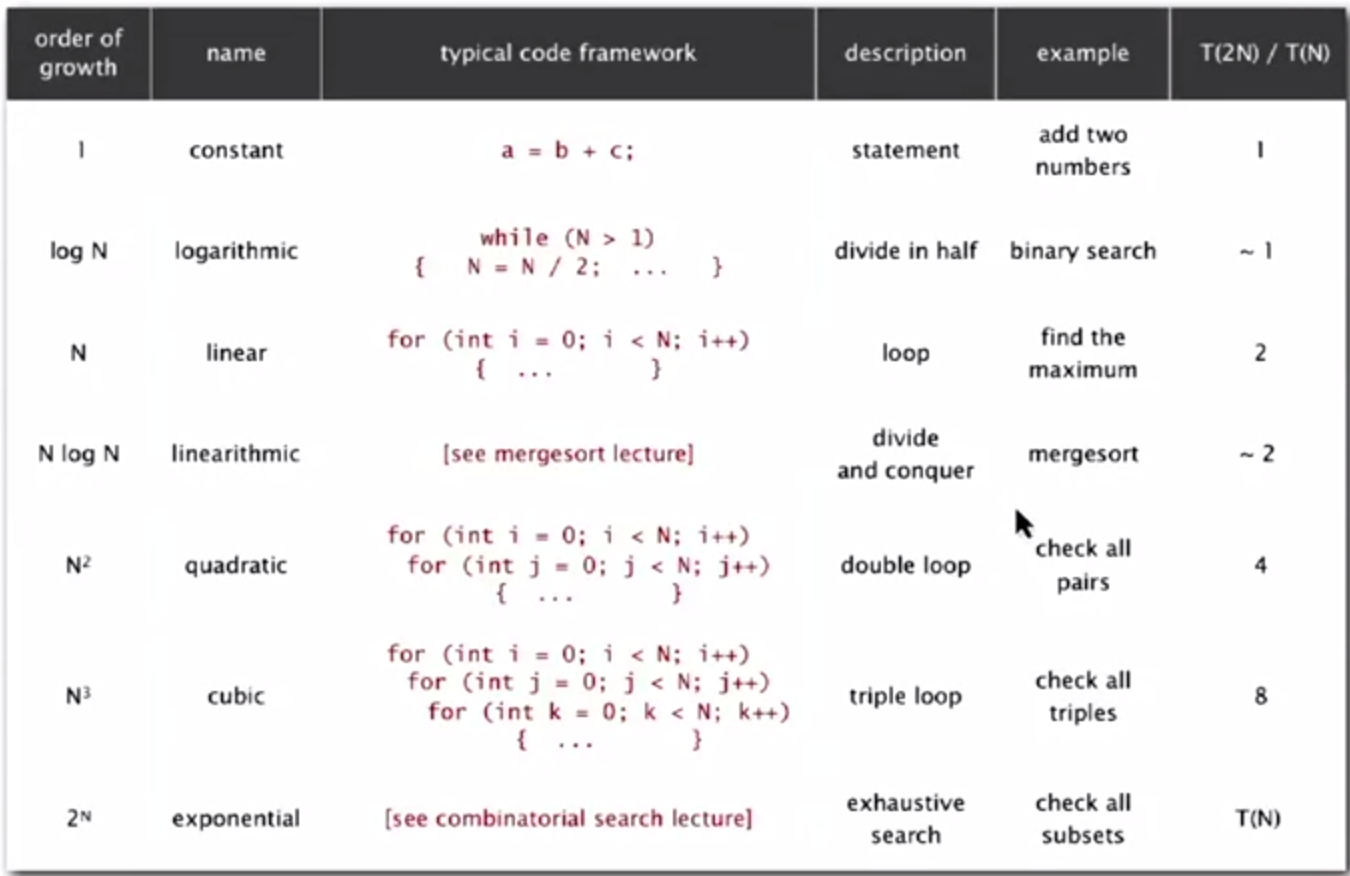 order of growth name typical code framework description example T(2N) / T(N)
1 constant a = b + c; statement add two numbers 1
log N logarithmic while (N > 1) divide in half binary search ~ 1
{ N = N / 2; ... }
N linear for (int i = 0; i < N; i++) loop find the maximum 2
{ ... }
N log N linearithmic [see mergesort lecture] divide and conquer mergesort ~ 2
N² quadratic for (int i = 0; i < N; i++) double loop check all pairs 4
for (int j = 0; j < N; j++)
{ ... }
N³ cubic for (int i = 0; i < N; i++) triple loop check all triples 8
for (int j = 0; j < N; j++)
for (int k = 0; k < N; k++)
{ ... }
2ᴺ exponential [see combinatorial search lecture] exhaustive search check all subsets T(N)